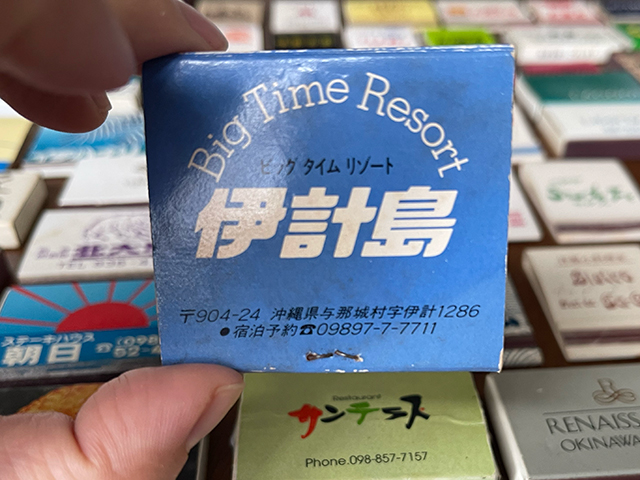 Big Time Resort
ビッグ タイム リゾート
伊計島
〒904-24 沖縄県与那城村字伊計1286
●宿泊予約☎09897-7-7711
ステーキハウス
朝日
Restaurant
サンテニズ
Phone.098-857-7157
RENAISS
OKINAWA